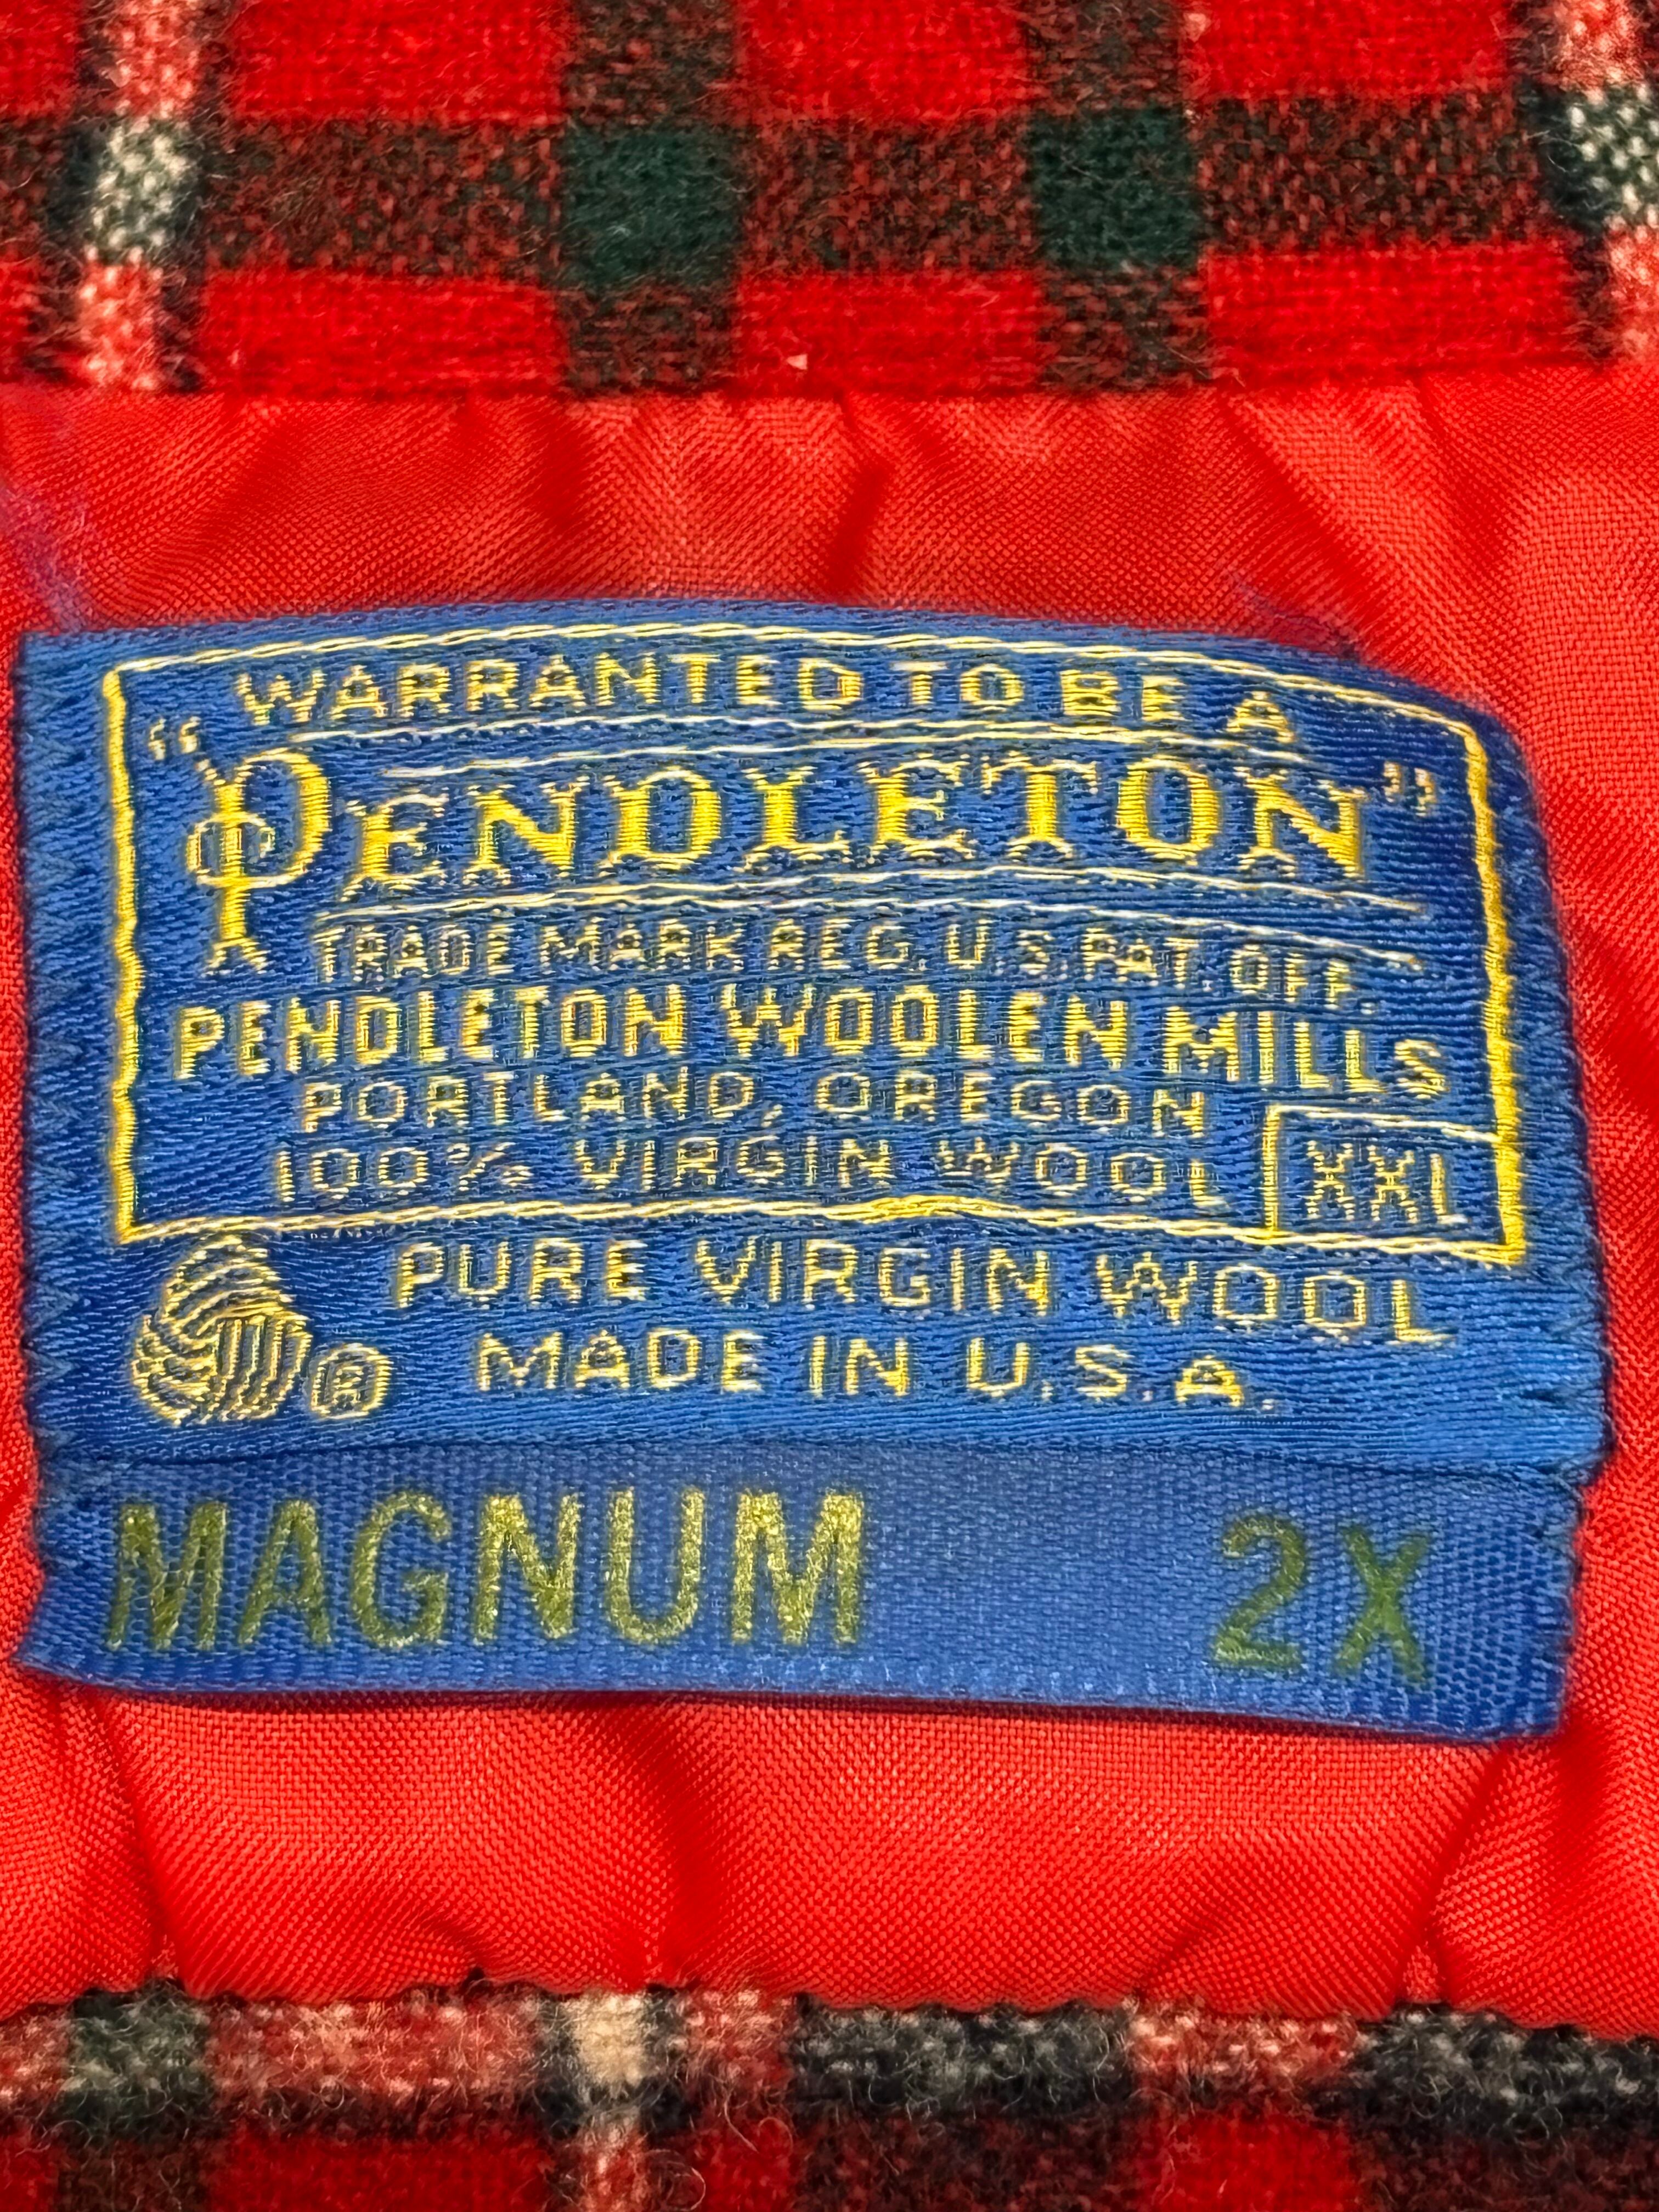 WARRANTED TO BE A
"PENDLETON"
TRADE MARK REG. U.S. PAT. OFF.
PENDLETON WOOLEN MILLS
PORTLAND, OREGON
100% VIRGIN WOOL XXL
PURE VIRGIN WOOL
® MADE IN U.S.A.
MAGNUM 2X